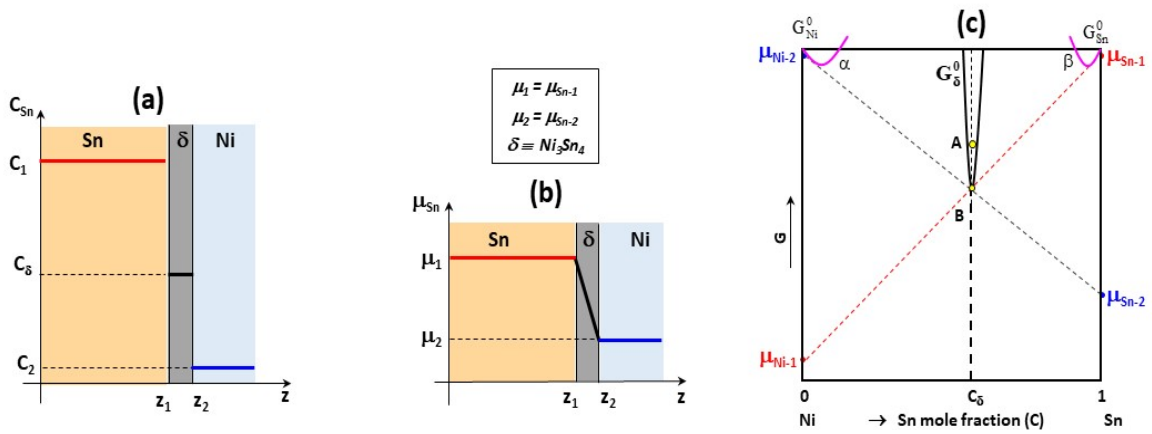 (a)
C_Sn
Sn
δ
Ni
C_1
C_δ
C_2
z_1
z_2
z
μ_1 = μ_Sn-1
μ_2 = μ_Sn-2
δ ≡ Ni_3Sn_4
(b)
μ_Sn
Sn
δ
Ni
μ_1
μ_2
z_1
z_2
z
(c)
G^0_Ni
G^0_Sn
μ_Ni-2
α
G^0_δ
β
μ_Sn-1
A
B
G
μ_Sn-2
μ_Ni-1
0
C_δ
1
Ni
→ Sn mole fraction (C)
Sn